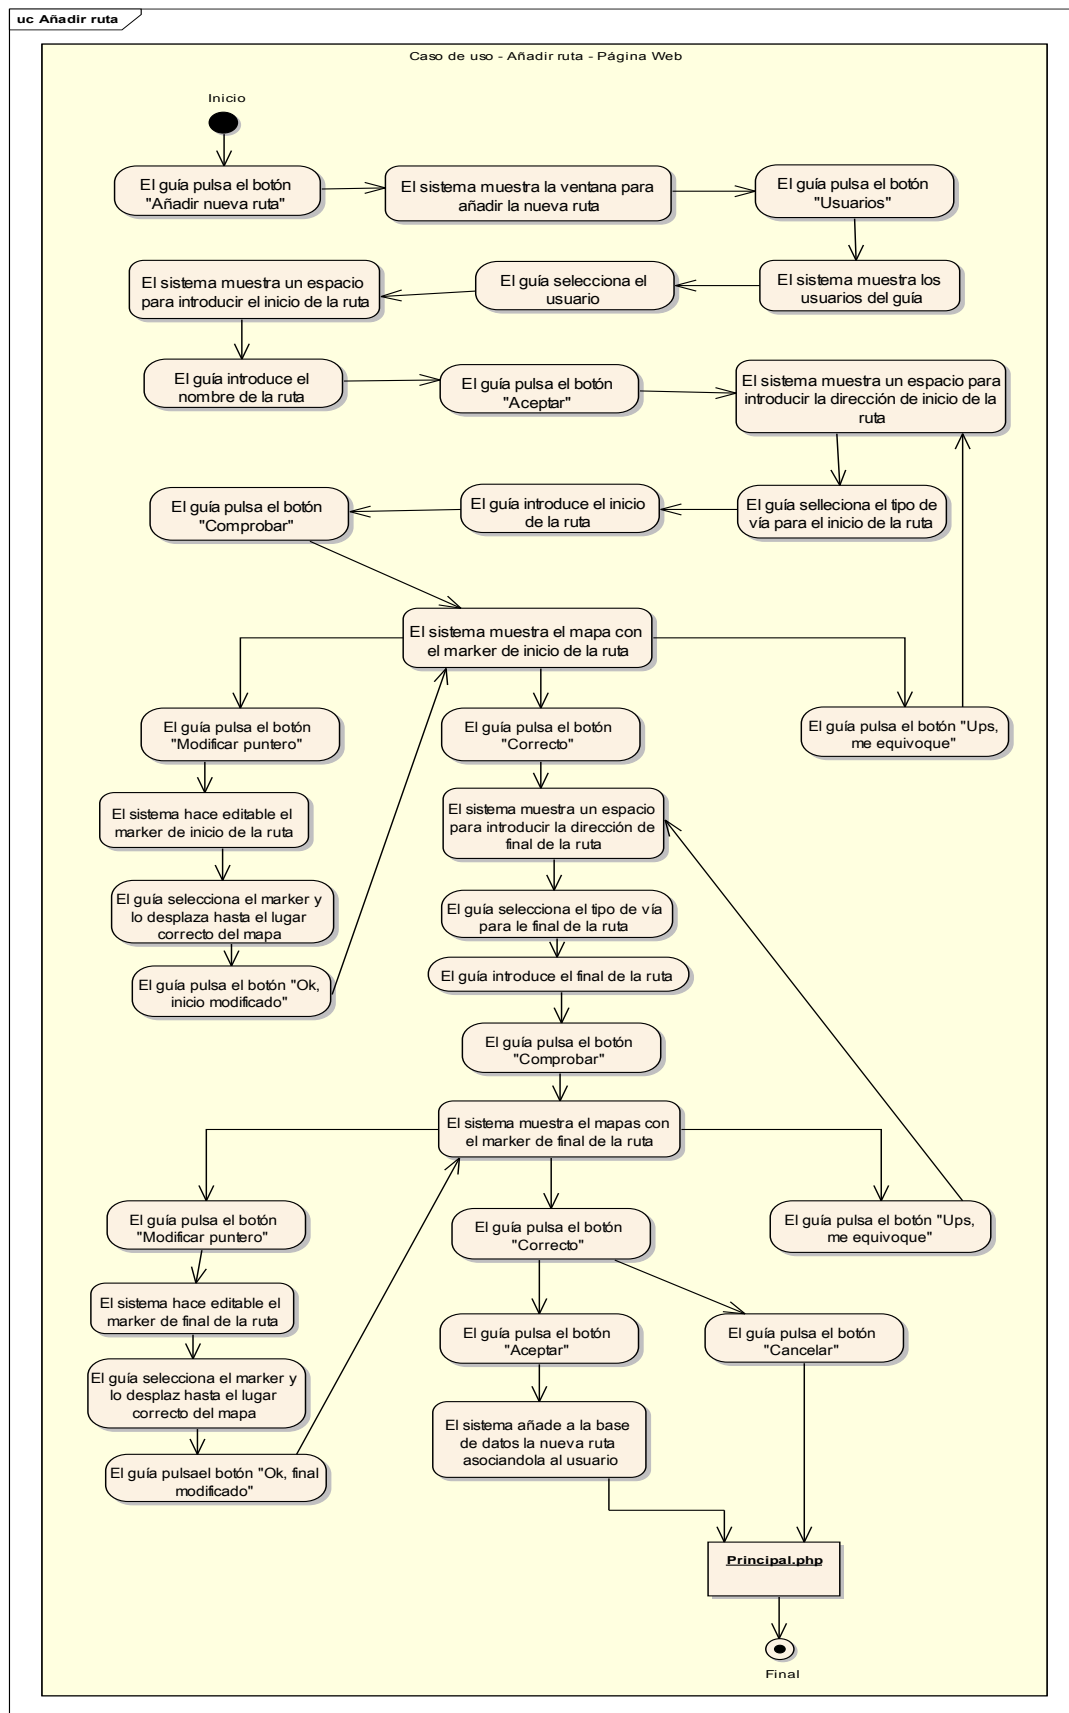 uc Añadir ruta
Caso de uso - Añadir ruta - Página Web
Inicio
El guía pulsa el botón
"Añadir nueva ruta"
El sistema muestra la ventana para
añadir la nueva ruta
El guía pulsa el botón
"Usuarios"
El sistema muestra los
usuarios del guía
El guía selecciona el
usuario
El sistema muestra un espacio
para introducir el inicio de la ruta
El guía introduce el
nombre de la ruta
El guía pulsa el botón
"Aceptar"
El sistema muestra un espacio para
introducir la dirección de inicio de la
ruta
El guía selleciona el tipo de
vía para el inicio de la ruta
El guía introduce el inicio
de la ruta
El guía pulsa el botón
"Comprobar"
El sistema muestra el mapa con
el marker de inicio de la ruta
El guía pulsa el botón
"Modificar puntero"
El guía pulsa el botón
"Correcto"
El guía pulsa el botón "Ups,
me equivoque"
El sistema hace editable el
marker de inicio de la ruta
El guía selecciona el marker y
lo desplaza hasta el lugar
correcto del mapa
El guía pulsa el botón "Ok,
inicio modificado"
El sistema muestra un espacio
para introducir la dirección de
final de la ruta
El guía selecciona el tipo de vía
para le final de la ruta
El guía introduce el final de la ruta
El guía pulsa el botón
"Comprobar"
El sistema muestra el mapas con
el marker de final de la ruta
El guía pulsa el botón
"Modificar puntero"
El guía pulsa el botón
"Correcto"
El guía pulsa el botón "Ups,
me equivoque"
El sistema hace editable el
marker de final de la ruta
El guía selecciona el marker y
lo desplaz hasta el lugar
correcto del mapa
El guía pulsael botón "Ok, final
modificado"
El guía pulsa el botón
"Aceptar"
El guía pulsa el botón
"Cancelar"
El sistema añade a la base
de datos la nueva ruta
asociandola al usuario
Principal.php
Final